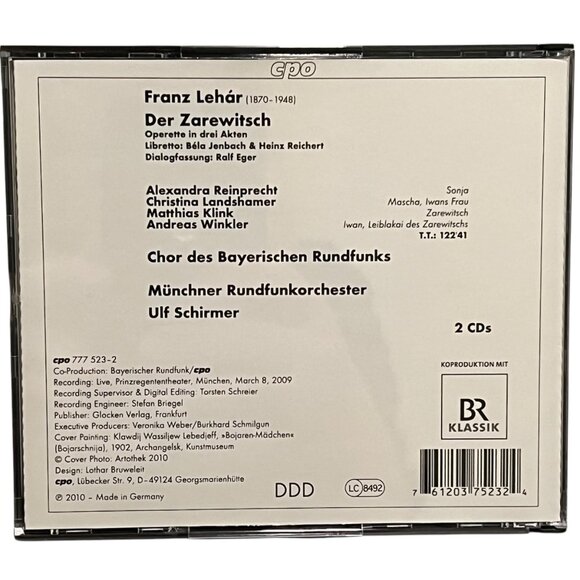 cpo
Franz Lehár (1870–1948)
Der Zarewitsch
Operette in drei Akten
Libretto: Béla Jenbach & Heinz Reichert
Dialogfassung: Ralf Eger
Alexandra Reinprecht Sonja
Christina Landshamer Mascha, Iwans Frau
Matthias Klink Zarewitsch
Andreas Winkler Iwan, Leiblakai des Zarewitschs
T.T.: 122'41
Chor des Bayerischen Rundfunks
Münchner Rundfunkorchester
Ulf Schirmer
2 CDs
cpo 777 523–2
Co-Production: Bayerischer Rundfunk/cpo
Recording: Live, Prinzregententheater, München, March 8, 2009
Recording Supervisor & Digital Editing: Torsten Schreier
Recording Engineer: Stefan Briegel
Publisher: Glocken Verlag, Frankfurt
Executive Producers: Veronika Weber/Burkhard Schmilgun
Cover Painting: Klawdij Wassiljew Lebedjeff, »Bojaren-Mädchen«
(Bojarschnija), 1902, Archangelsk, Kunstmuseum
© Cover Photo: Artothek 2010
Design: Lothar Bruweleit
cpo, Lübecker Str. 9, D–49124 Georgsmarienhütte
℗ 2010 – Made in Germany
KOPRODUKTION MIT
BR
KLASSIK
DDD
LC 8492
7 61203 75232 4